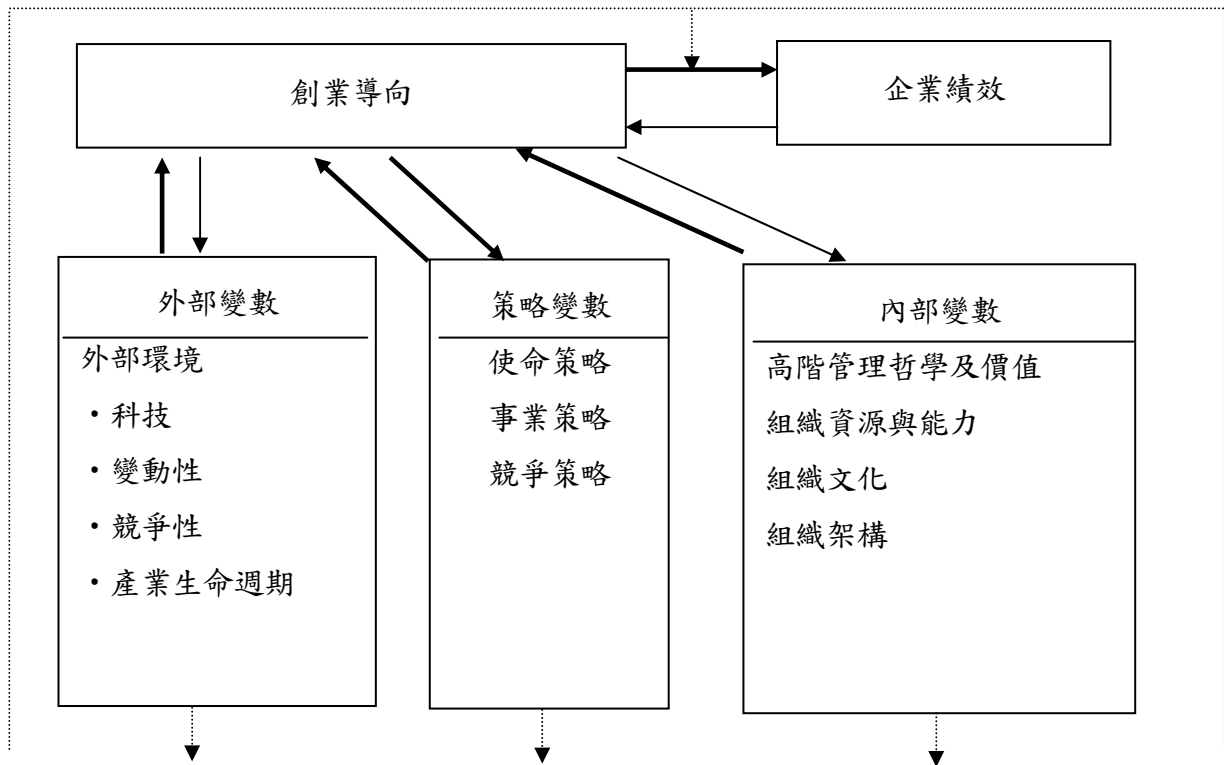 創業導向
企業績效
外部變數
外部環境
・科技
・變動性
・競爭性
・產業生命週期
策略變數
使命策略
事業策略
競爭策略
內部變數
高階管理哲學及價值
組織資源與能力
組織文化
組織架構